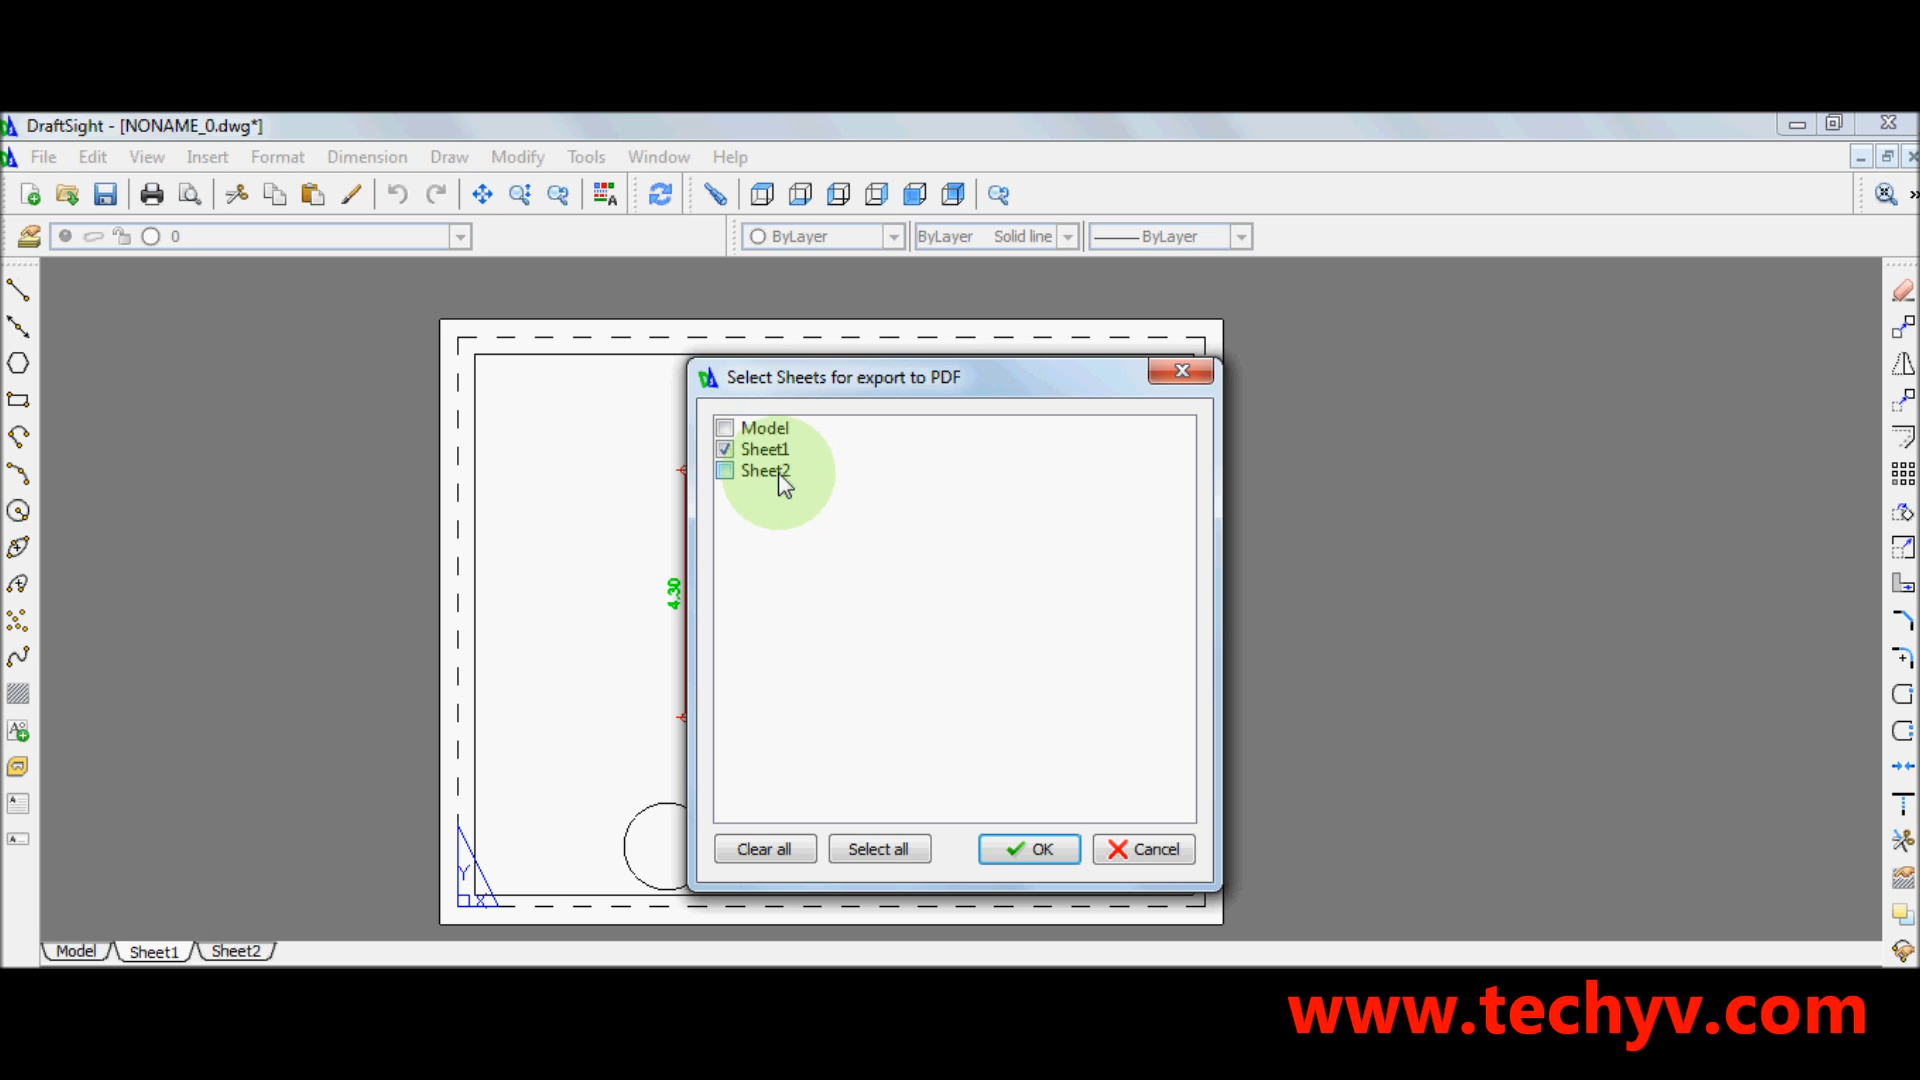 DraftSight - [NONAME_0.dwg*]
File Edit View Insert Format Dimension Draw Modify Tools Window Help
0
ByLayer
ByLayer Solid line
ByLayer
Select Sheets for export to PDF
Model
Sheet1
Sheet2
4.30
Clear all
Select all
OK
Cancel
Y
X
Model
Sheet1
Sheet2
www.techyv.com